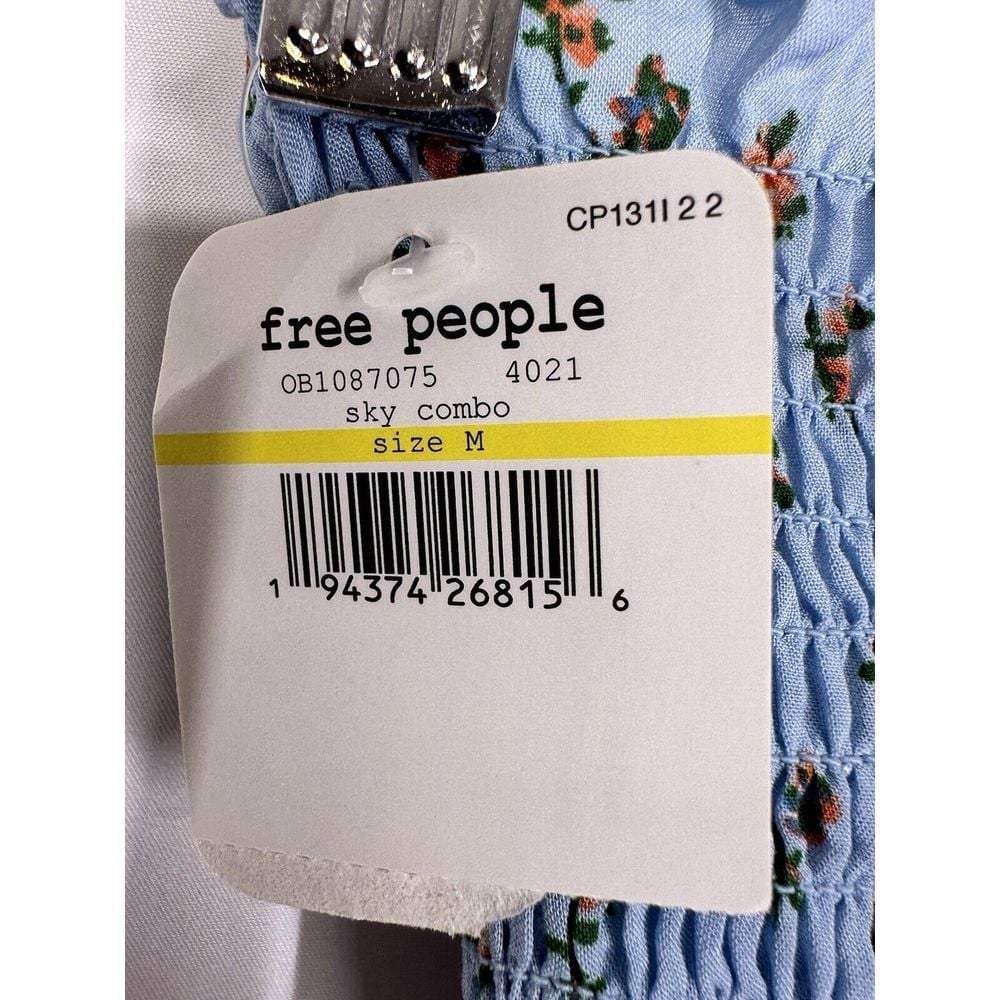 CP131I 2 2
free people
OB1087075 4021
sky combo
size M
1 94374 26815 6